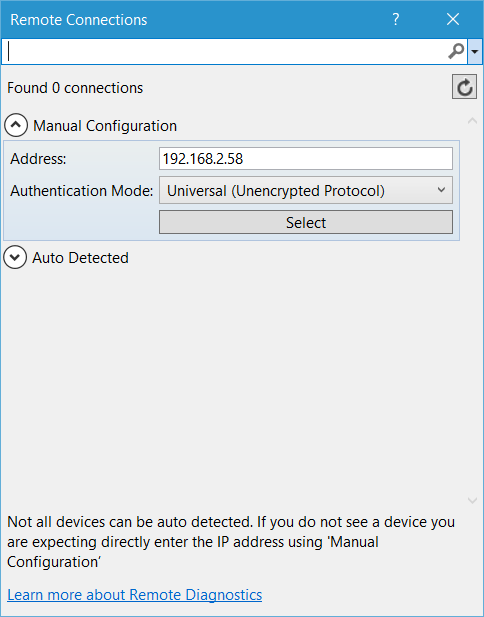 Remote Connections ?
Found 0 connections
Manual Configuration
Address: 192.168.2.58
Authentication Mode: Universal (Unencrypted Protocol)
Select
Auto Detected
Not all devices can be auto detected. If you do not see a device you
are expecting directly enter the IP address using 'Manual
Configuration'
Learn more about Remote Diagnostics